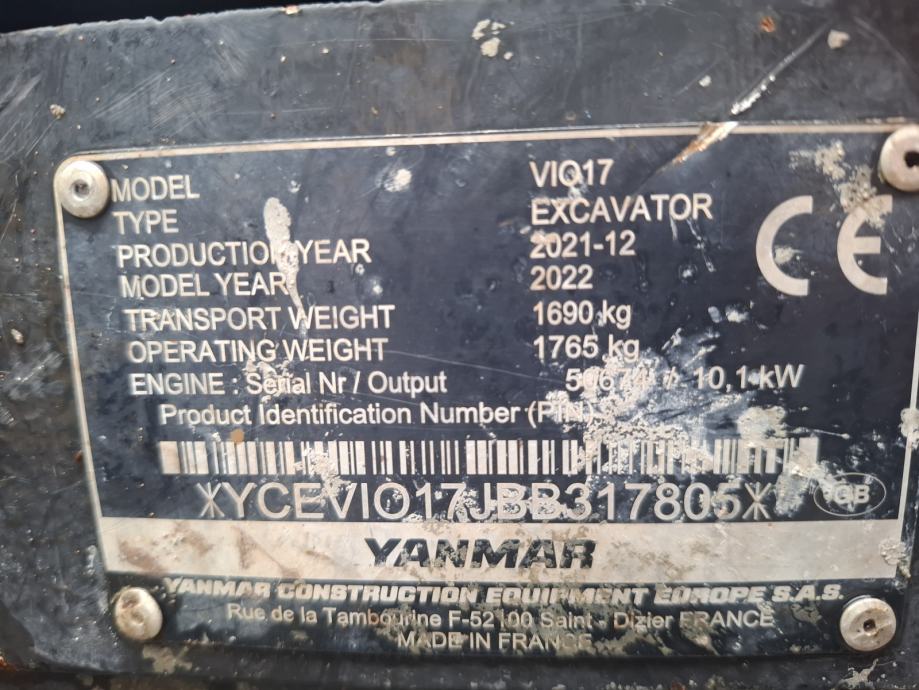 MODEL VIO17
TYPE EXCAVATOR
PRODUCTION YEAR 2021-12
MODEL YEAR 2022
TRANSPORT WEIGHT 1690 kg
OPERATING WEIGHT 1765 kg
ENGINE : Serial Nr / Output / 10,1 kW
Product Identification Number (PIN)
*YCEVIO17JBB317805*
CE
GB
YANMAR
YANMAR CONSTRUCTION EQUIPMENT EUROPE S.A.S.
Rue de la Tambourine F-52100 Saint - Dizier FRANCE
MADE IN FRANCE